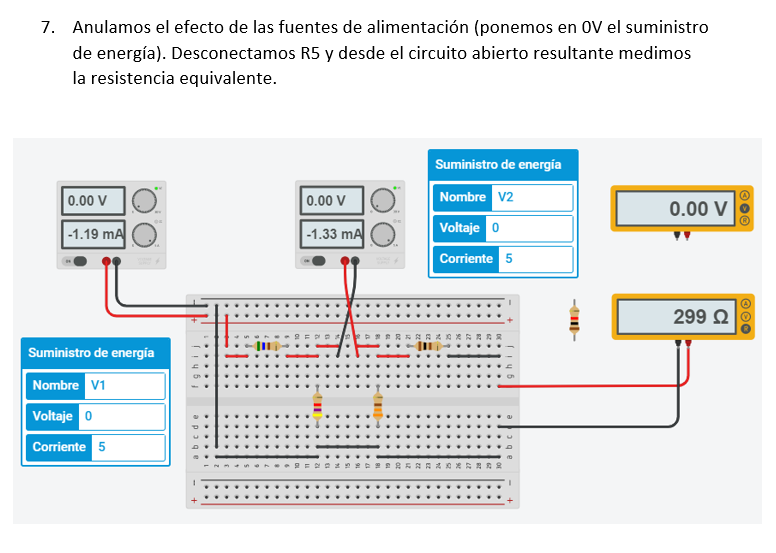 7. Anulamos el efecto de las fuentes de alimentación (ponemos en 0V el suministro
de energía). Desconectamos R5 y desde el circuito abierto resultante medimos
la resistencia equivalente.
Suministro de energía
Nombre V2
Voltaje 0
Corriente 5
0.00 V
-1.19 mA
0.00 V
-1.33 mA
0.00 V
299 Ω
Suministro de energía
Nombre V1
Voltaje 0
Corriente 5